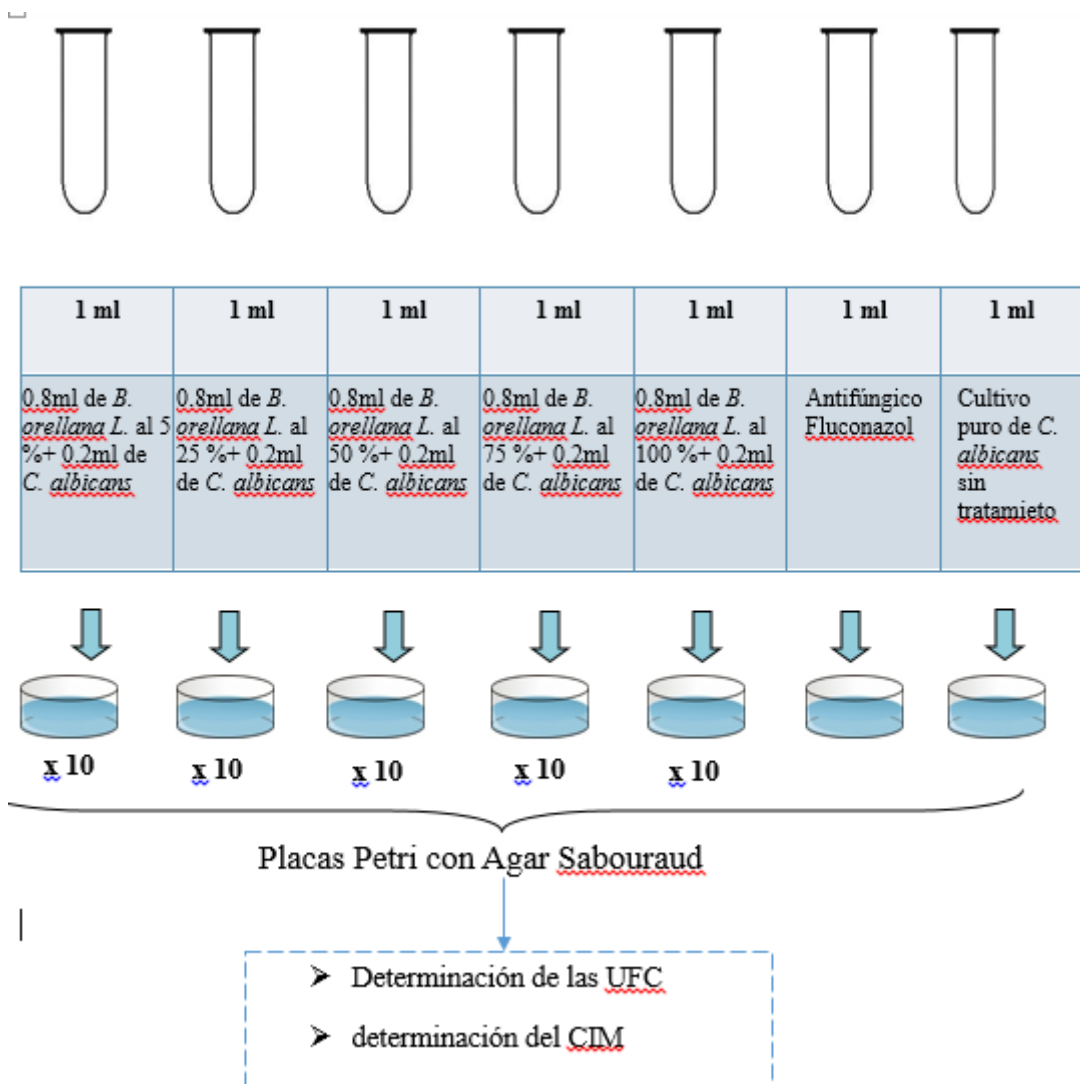 1 ml
1 ml
1 ml
1 ml
1 ml
1 ml
1 ml
0.8ml de B.
orellana L. al 5
%+ 0.2ml de
C. albicans
0.8ml de B.
orellana L. al
25 %+ 0.2ml
de C. albicans
0.8ml de B.
orellana L. al
50 %+ 0.2ml
de C. albicans
0.8ml de B.
orellana L. al
75 %+ 0.2ml
de C. albicans
0.8ml de B.
orellana L. al
100 %+ 0.2ml
de C. albicans
Antifúngico
Fluconazol
Cultivo
puro de C.
albicans
sin
tratamieto
x 10
x 10
x 10
x 10
x 10
Placas Petri con Agar Sabouraud
➢ Determinación de las UFC
➢ determinación del CIM